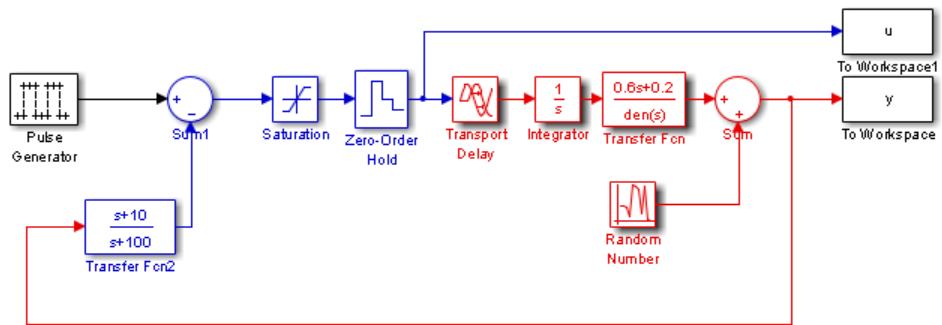 u
To Workspace1
Pulse
Generator
+
−
Sum1
Saturation
Zero-Order
Hold
Transport
Delay
1
s
Integrator
0.6s+0.2
den(s)
Transfer Fcn
+
+
Sum
y
To Workspace
s+10
s+100
Transfer Fcn2
Random
Number